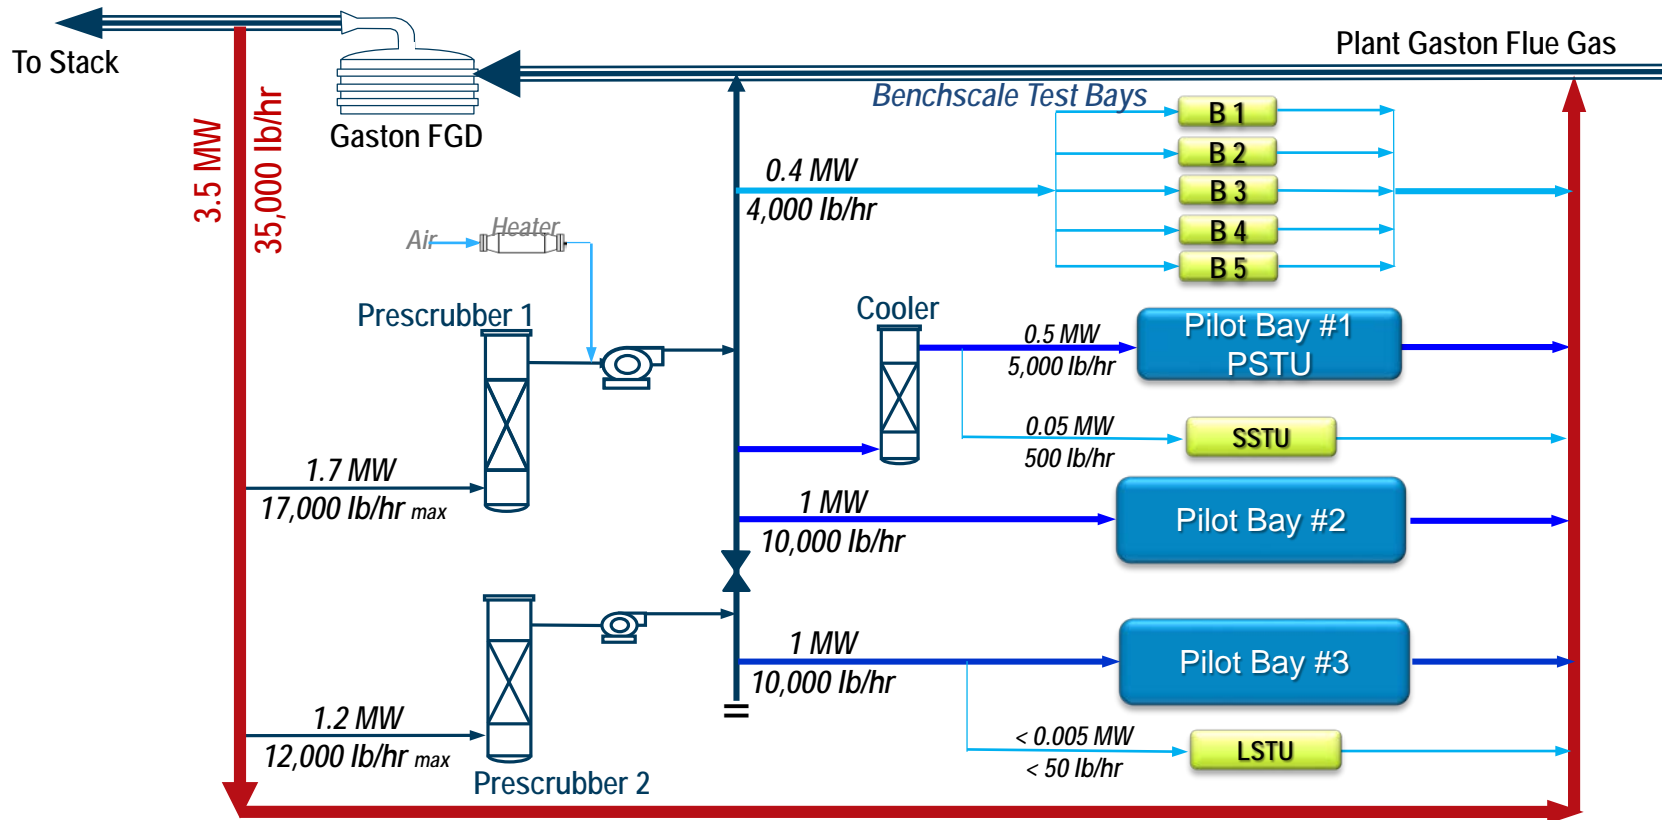 To Stack
Plant Gaston Flue Gas
Gaston FGD
Benchscale Test Bays
3.5 MW
35,000 lb/hr
0.4 MW
4,000 lb/hr
B 1
B 2
B 3
B 4
B 5
Air
Heater
Prescrubber 1
Cooler
0.5 MW
5,000 lb/hr
Pilot Bay #1
PSTU
0.05 MW
500 lb/hr
SSTU
1.7 MW
17,000 lb/hr max
1 MW
10,000 lb/hr
Pilot Bay #2
1 MW
10,000 lb/hr
Pilot Bay #3
1.2 MW
12,000 lb/hr max
< 0.005 MW
< 50 lb/hr
LSTU
Prescrubber 2